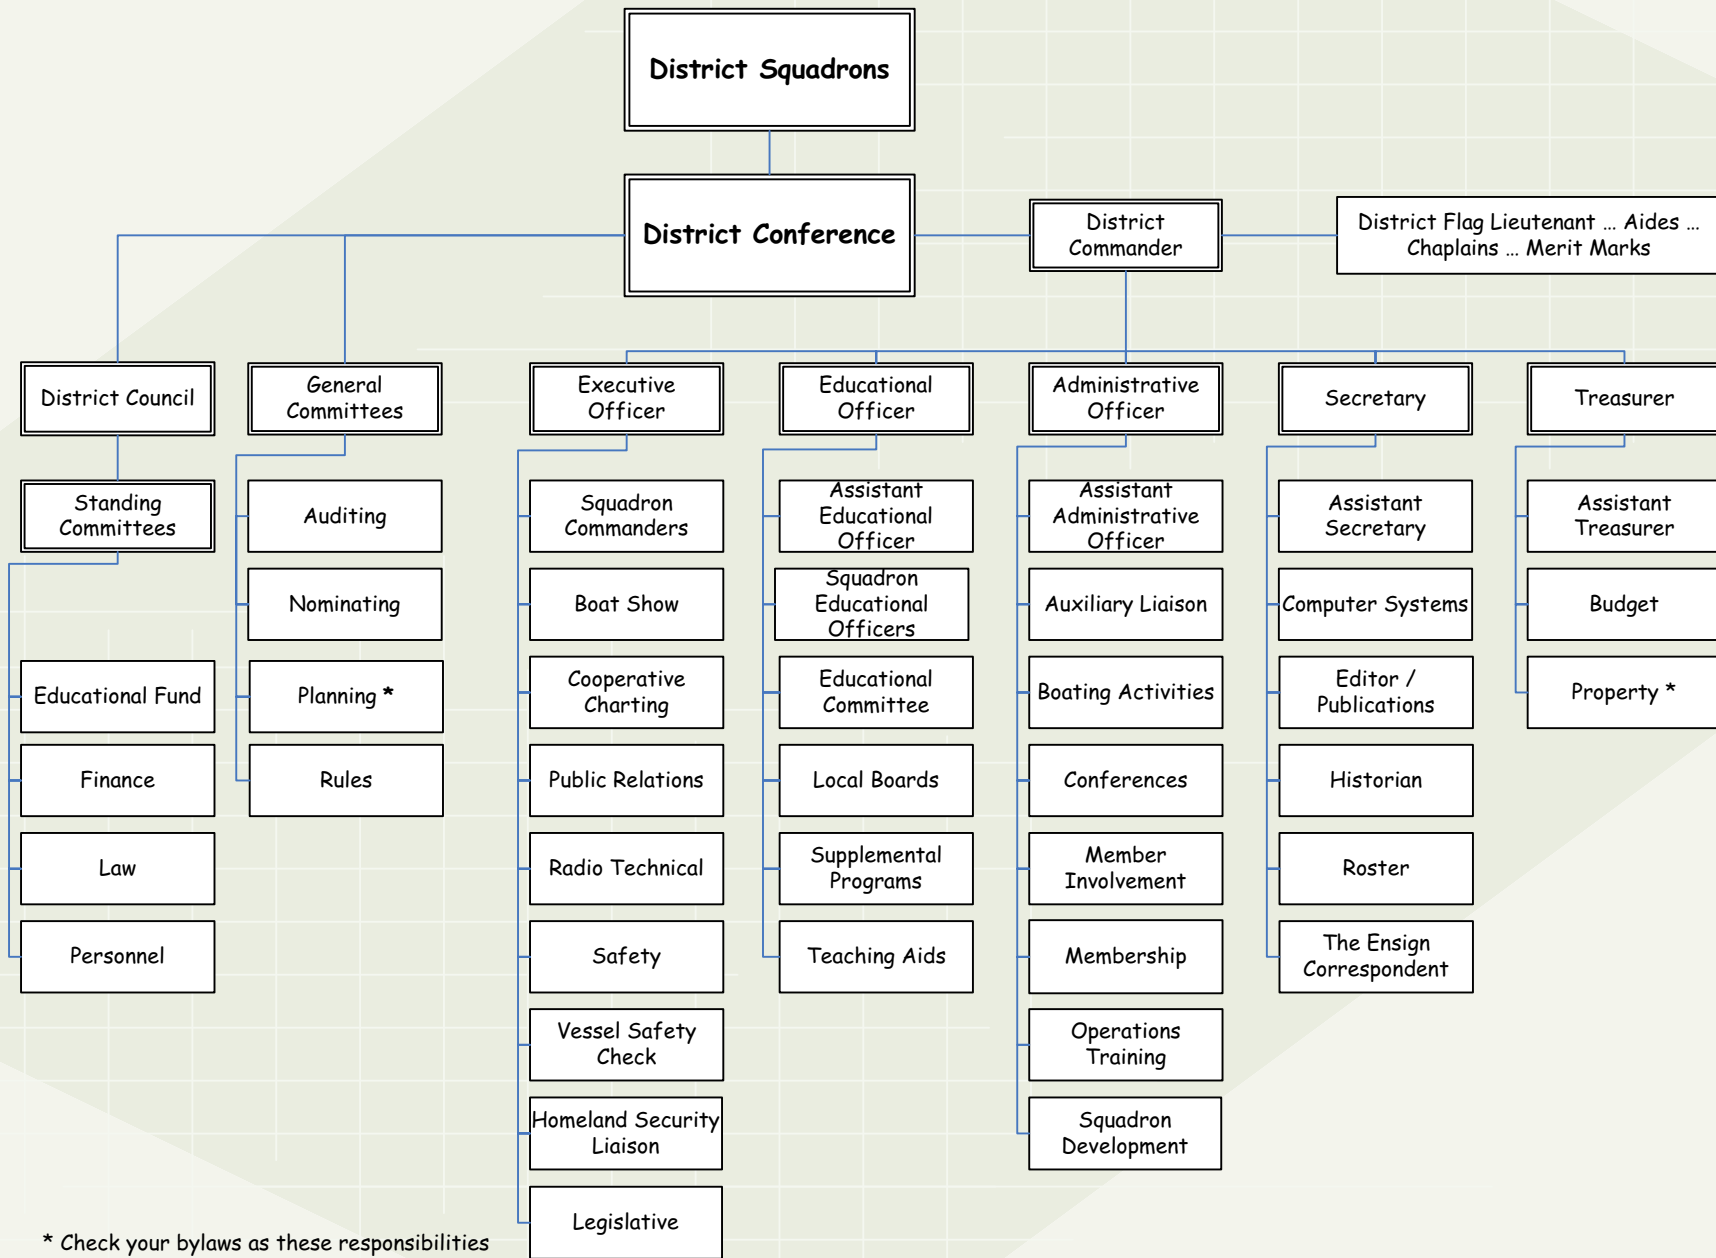 District Squadrons
District Conference
District
Commander
District Flag Lieutenant … Aides …
Chaplains … Merit Marks
District Council
General
Committees
Executive
Officer
Educational
Officer
Administrative
Officer
Secretary
Treasurer
Standing
Committees
Educational Fund
Finance
Law
Personnel
Auditing
Nominating
Planning *
Rules
Squadron
Commanders
Boat Show
Cooperative
Charting
Public Relations
Radio Technical
Safety
Vessel Safety
Check
Homeland Security
Liaison
Legislative
Assistant
Educational
Officer
Squadron
Educational
Officers
Educational
Committee
Local Boards
Supplemental
Programs
Teaching Aids
Assistant
Administrative
Officer
Auxiliary Liaison
Boating Activities
Conferences
Member
Involvement
Membership
Operations
Training
Squadron
Development
Assistant
Secretary
Computer Systems
Editor /
Publications
Historian
Roster
The Ensign
Correspondent
Assistant
Treasurer
Budget
Property *
* Check your bylaws as these responsibilities